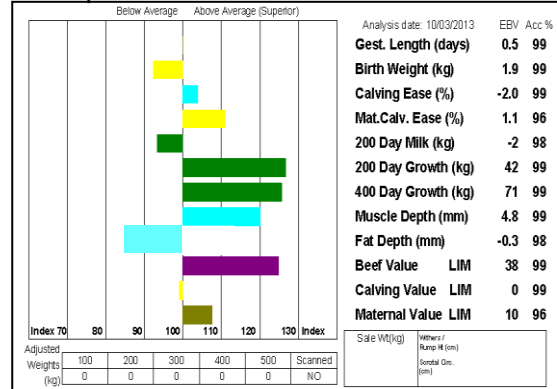 Below Average Above Average (Superior)
Analysis date: 10/03/2013 EBV Acc %
Gest. Length (days) 0.5 99
Birth Weight (kg) 1.9 99
Calving Ease (%) -2.0 99
Mat.Calv. Ease (%) 1.1 96
200 Day Milk (kg) -2 98
200 Day Growth (kg) 42 99
400 Day Growth (kg) 71 99
Muscle Depth (mm) 4.8 99
Fat Depth (mm) -0.3 98
Beef Value LIM 38 99
Calving Value LIM 0 99
Maternal Value LIM 10 96
Index 70 80 90 100 110 120 130 Index
Adjusted Weights (kg) 100 200 300 400 500 Scanned
0 0 0 0 0 NO
Sale Wt(kg)
Withers /
Rump Ht (cm)
Scrotal Circ.
(cm)